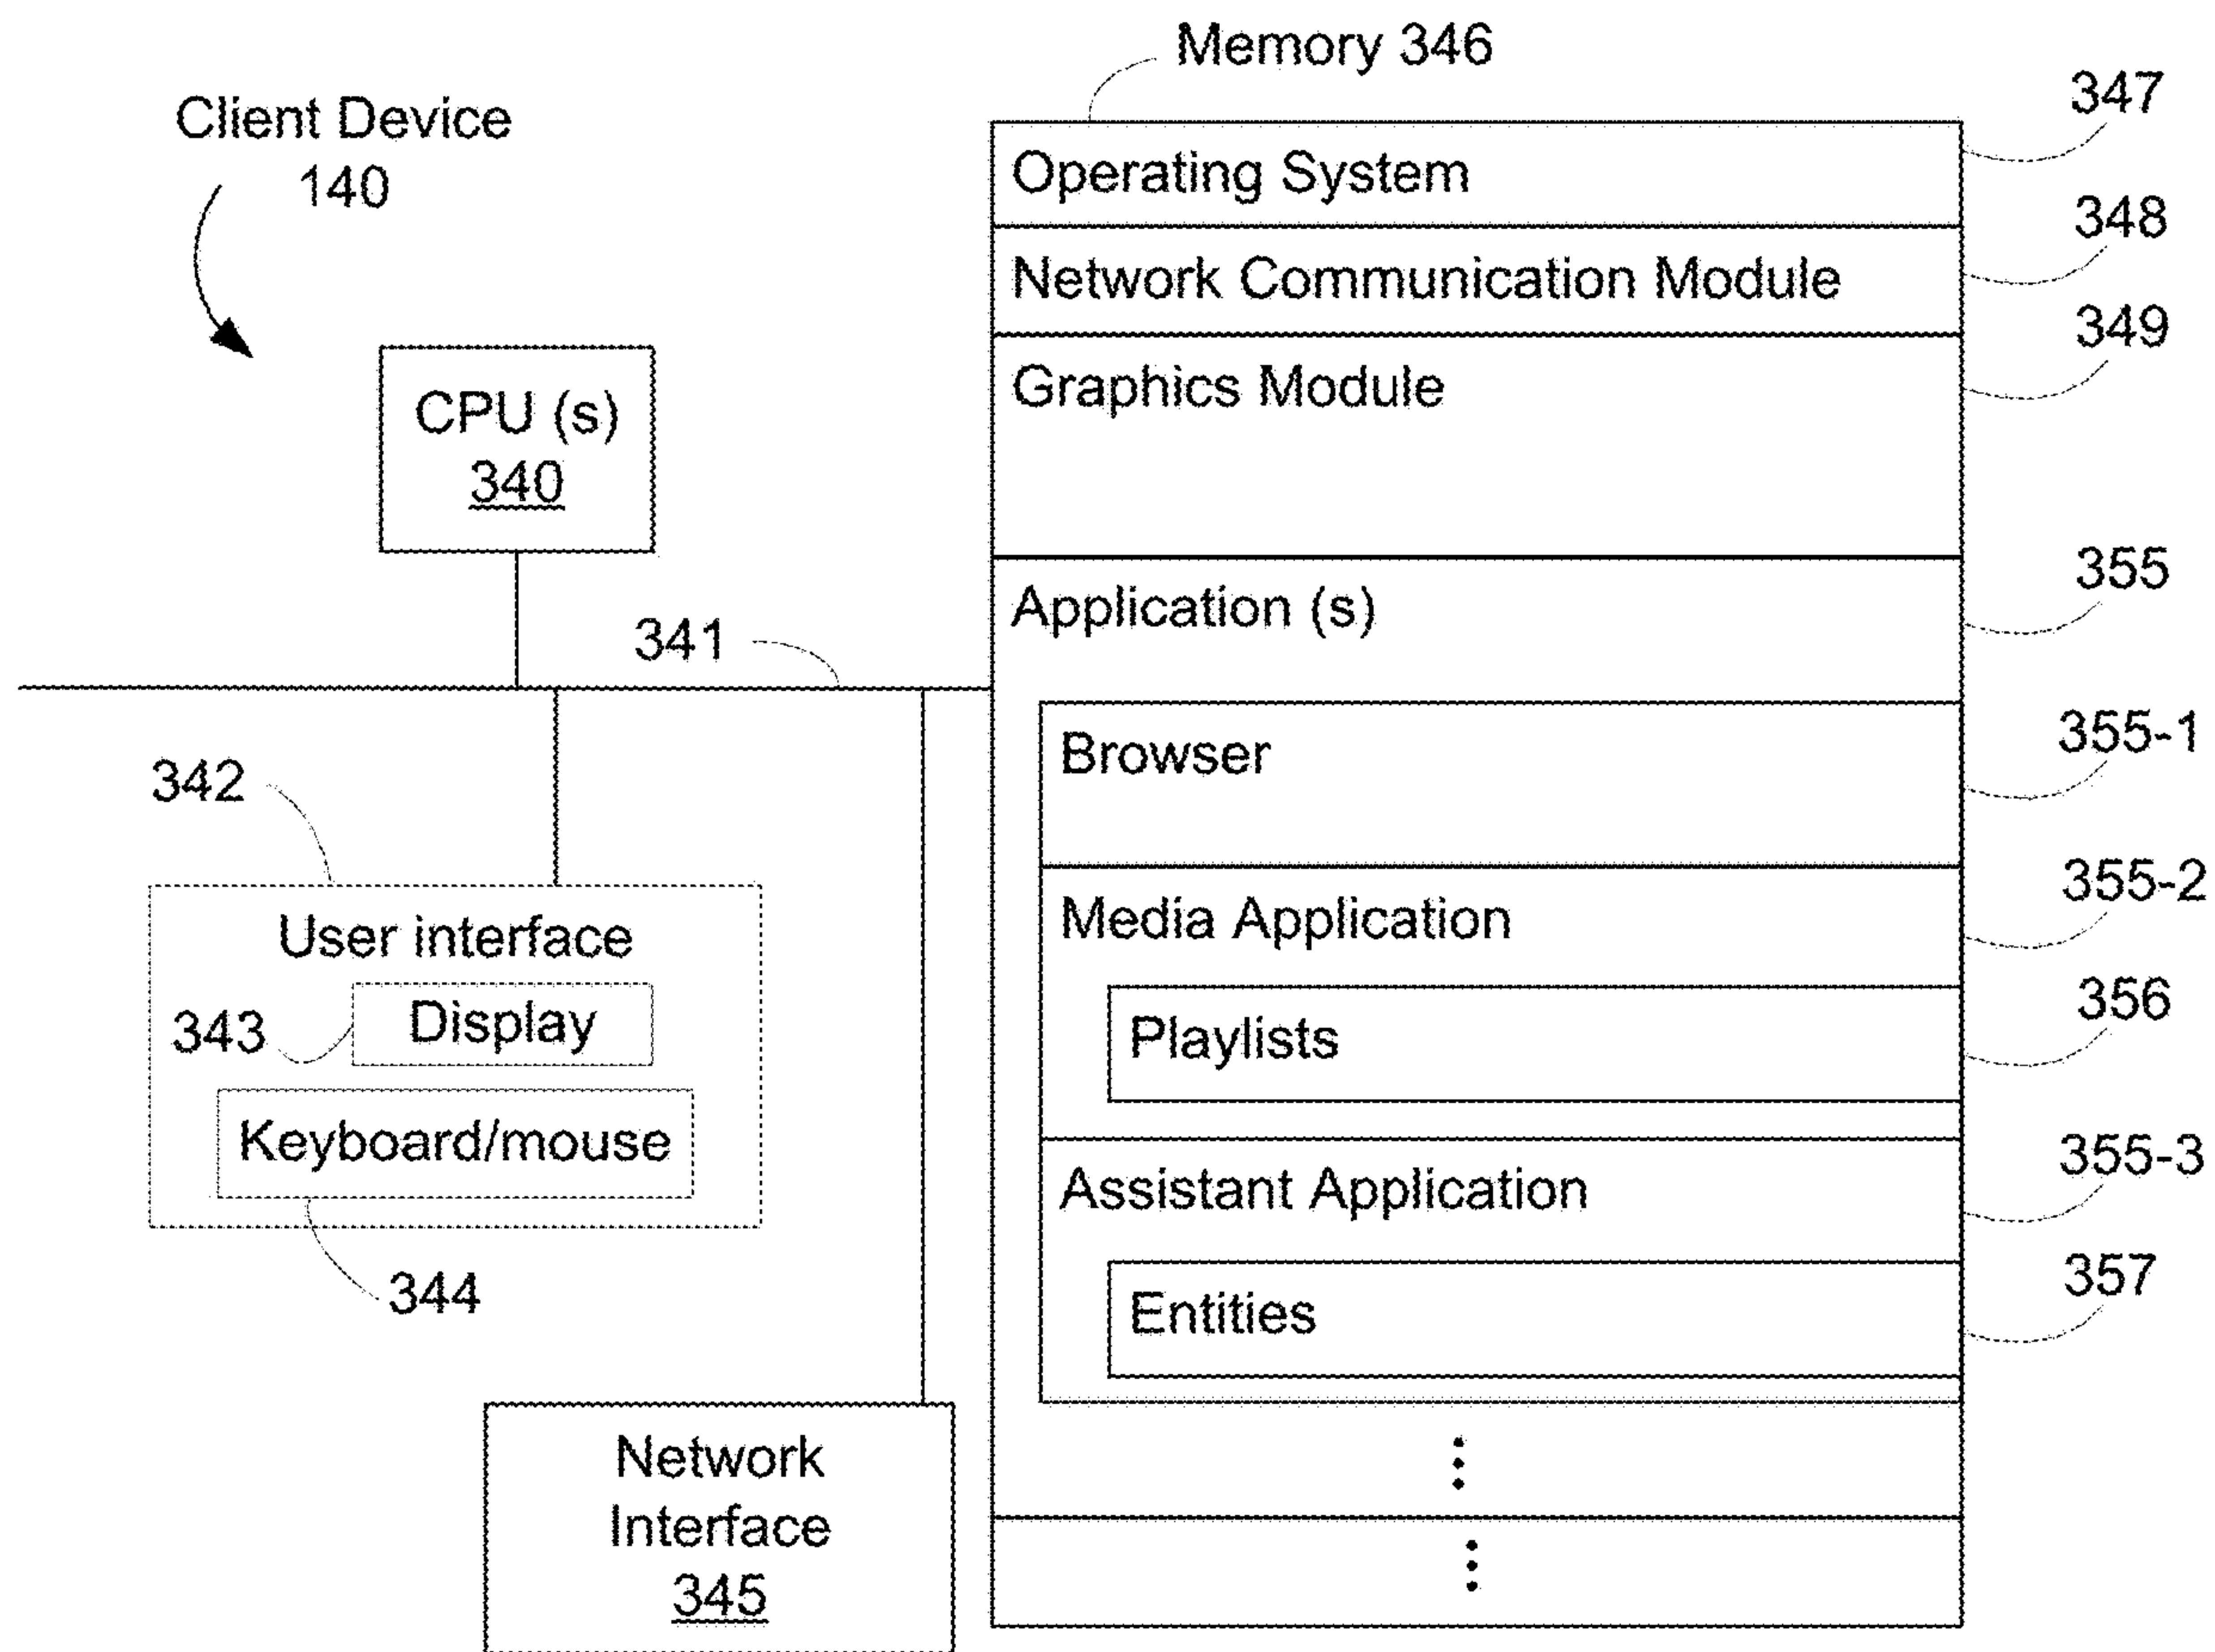 Memory 346
347
Client Device
140
Operating System
348
Network Communication Module
349
Graphics Module
CPU (s)
340
355
Application (s)
341
355-1
Browser
342
355-2
Media Application
User interface
356
343
Display
Playlists
Keyboard/mouse
355-3
Assistant Application
344
357
Entities
Network
Interface
345